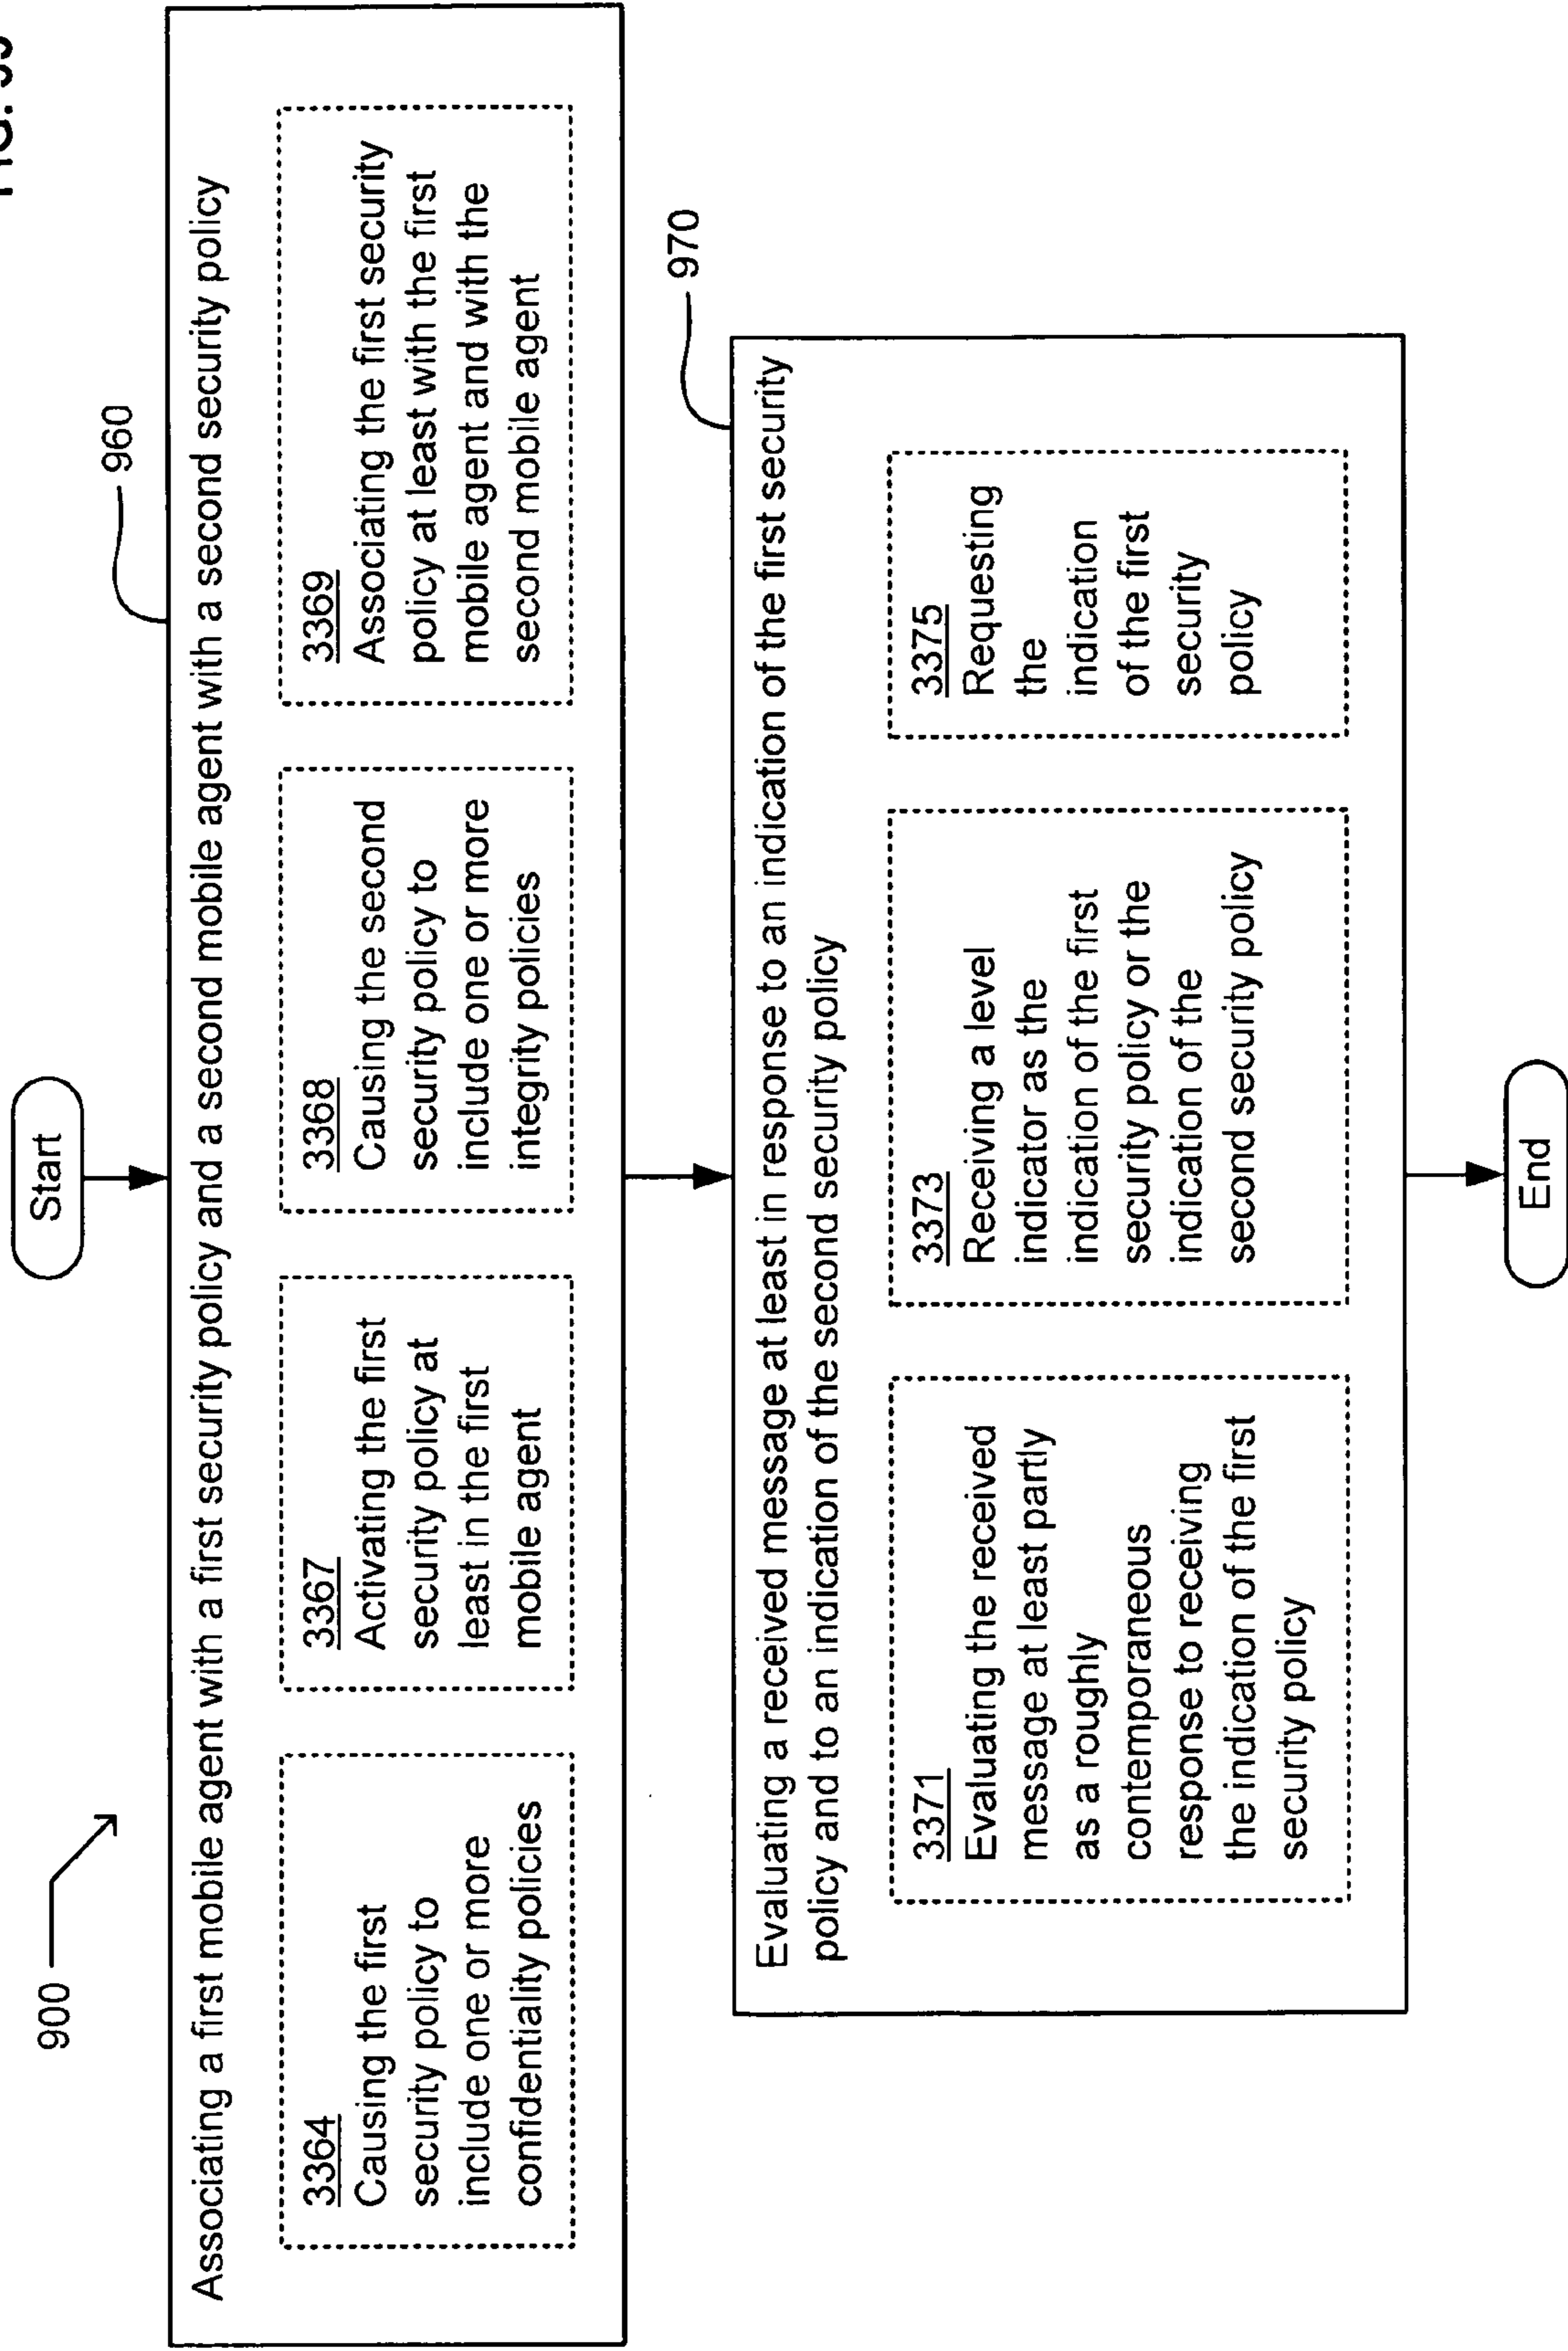 900
Start
960
Associating a first mobile agent with a first security policy and a second mobile agent with a second security policy
3364
Causing the first
security policy to
include one or more
confidentiality policies
3367
Activating the first
security policy at
least in the first
mobile agent
3368
Causing the second
security policy to
include one or more
integrity policies
3369
Associating the first security
policy at least with the first
mobile agent and with the
second mobile agent
970
Evaluating a received message at least in response to an indication of the first security
policy and to an indication of the second security policy
3371
Evaluating the received
message at least partly
as a roughly
contemporaneous
response to receiving
the indication of the first
security policy
3373
Receiving a level
indicator as the
indication of the first
security policy or the
indication of the
second security policy
3375
Requesting
the
indication
of the first
security
policy
End